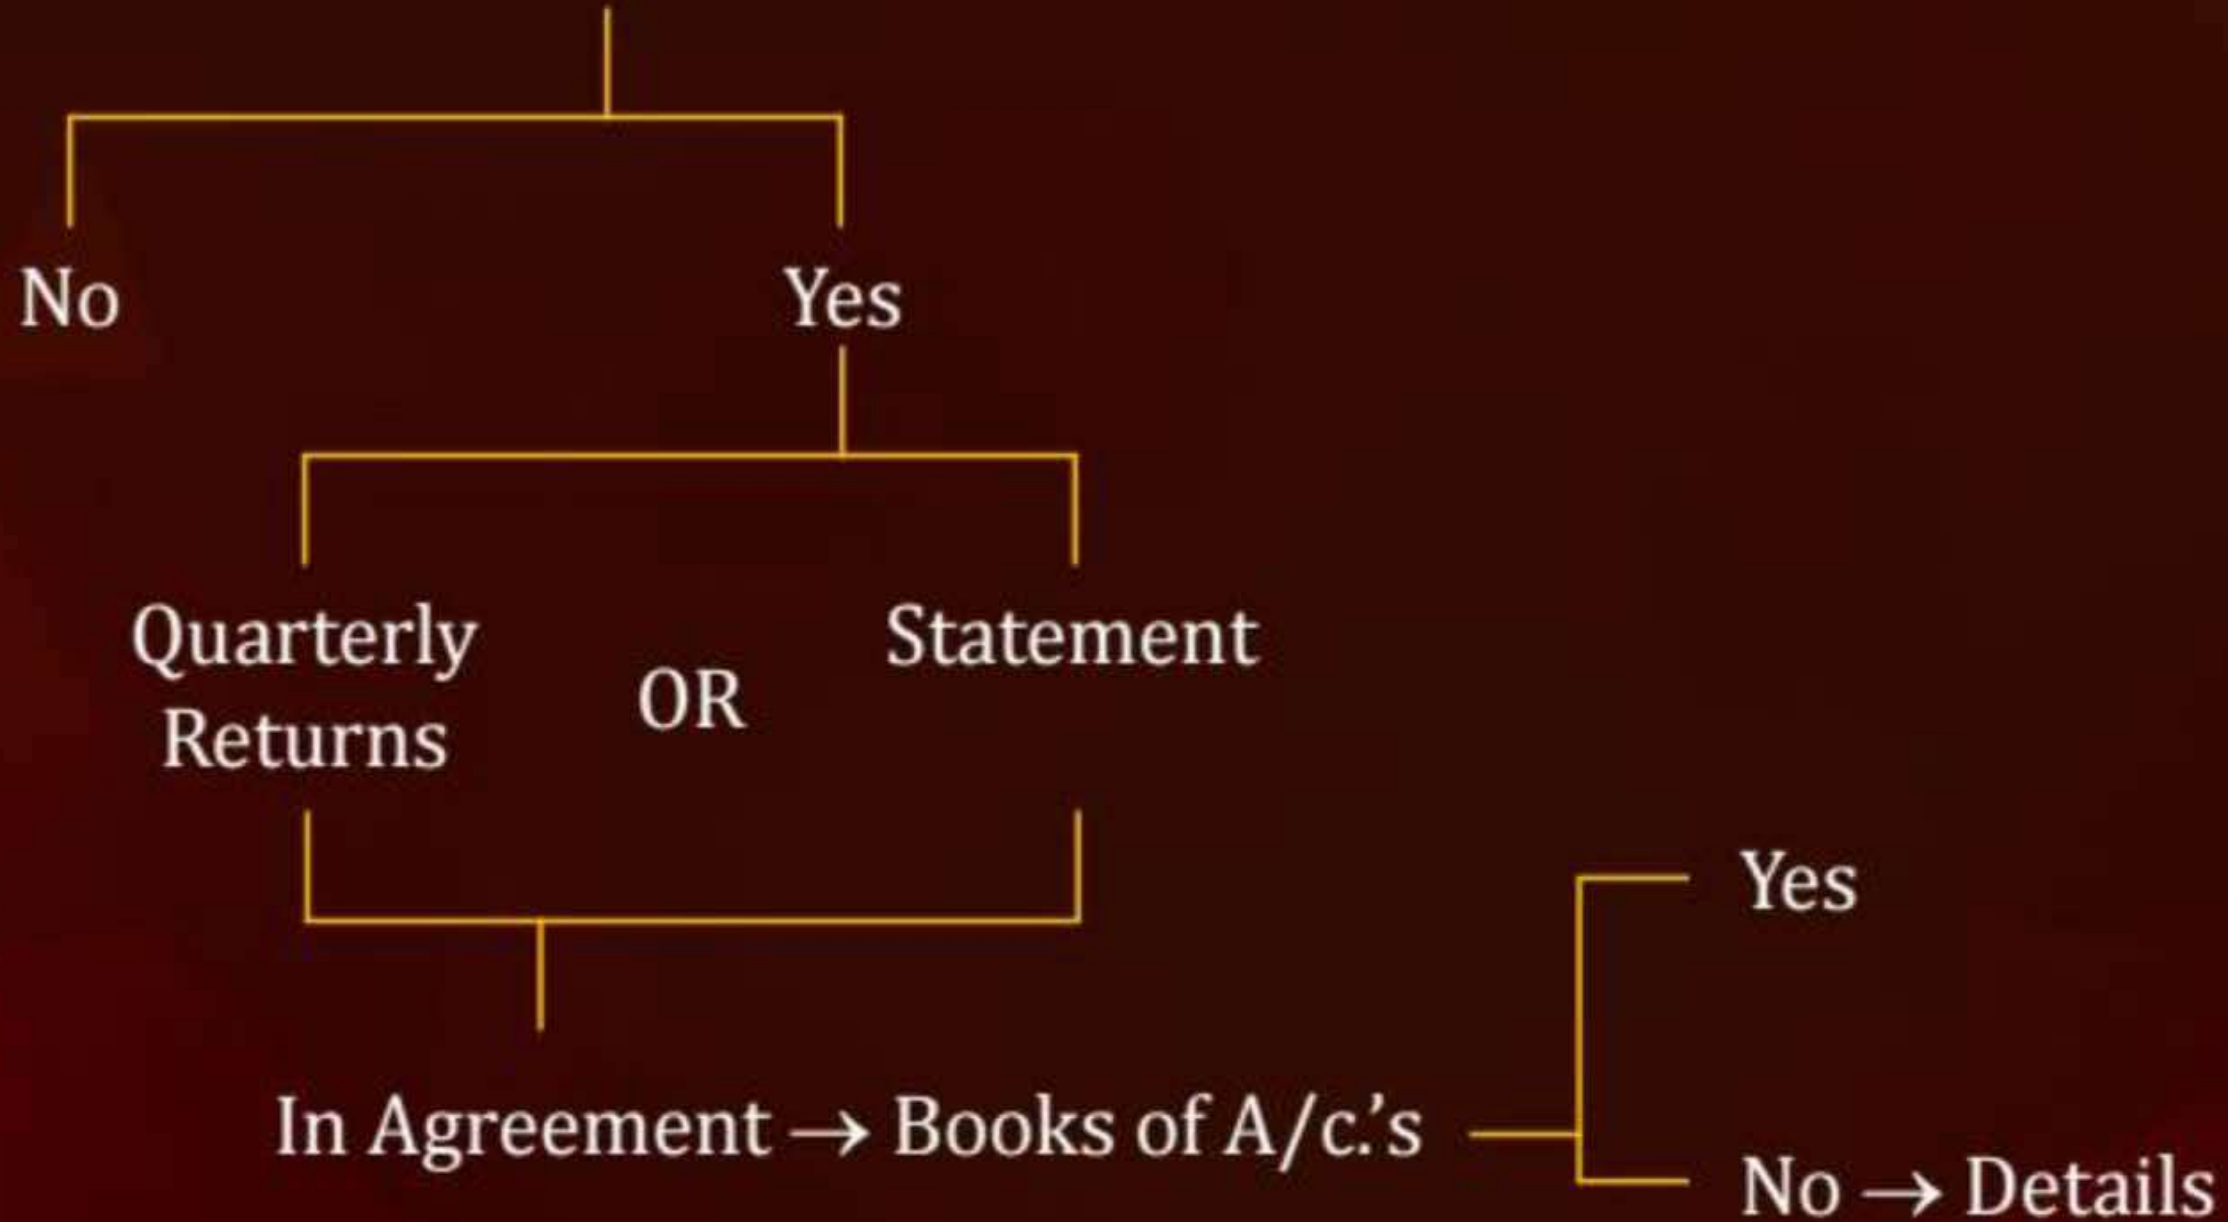 No
Yes
Quarterly
Returns
OR
Statement
In Agreement → Books of A/c.'s
Yes
No → Details